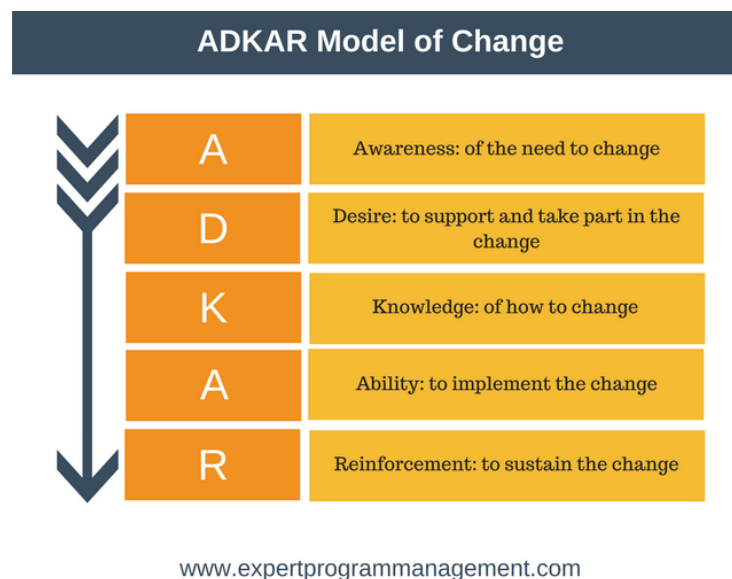 ADKAR Model of Change
A
Awareness: of the need to change
D
Desire: to support and take part in the
change
K
Knowledge: of how to change
A
Ability: to implement the change
R
Reinforcement: to sustain the change
www.expertprogrammanagement.com